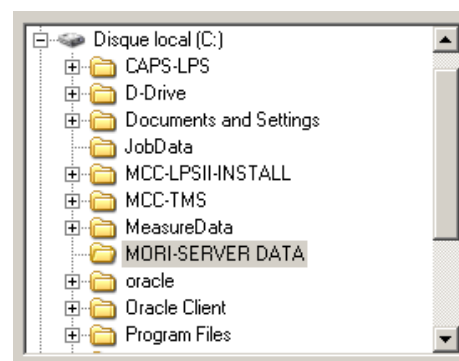 Disque local (C:)
CAPS-LPS
D-Drive
Documents and Settings
JobData
MCC-LPSII-INSTALL
MCC-TMS
MeasureData
MORI-SERVER DATA
oracle
Oracle Client
Program Files